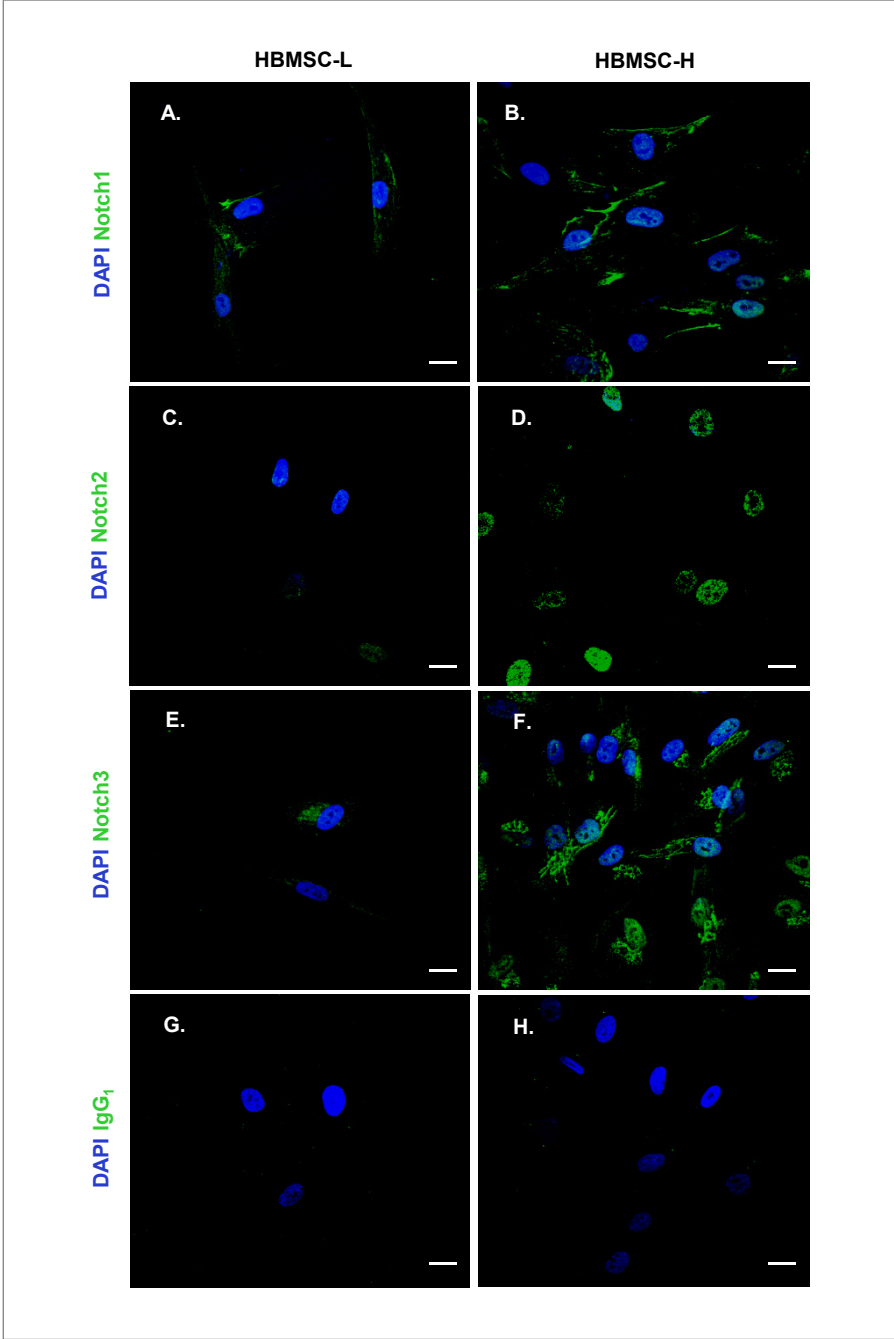 HBMSC-L
HBMSC-H
DAPI Notch1
A.
B.
DAPI Notch2
C.
D.
DAPI Notch3
E.
F.
DAPI IgG₁
G.
H.